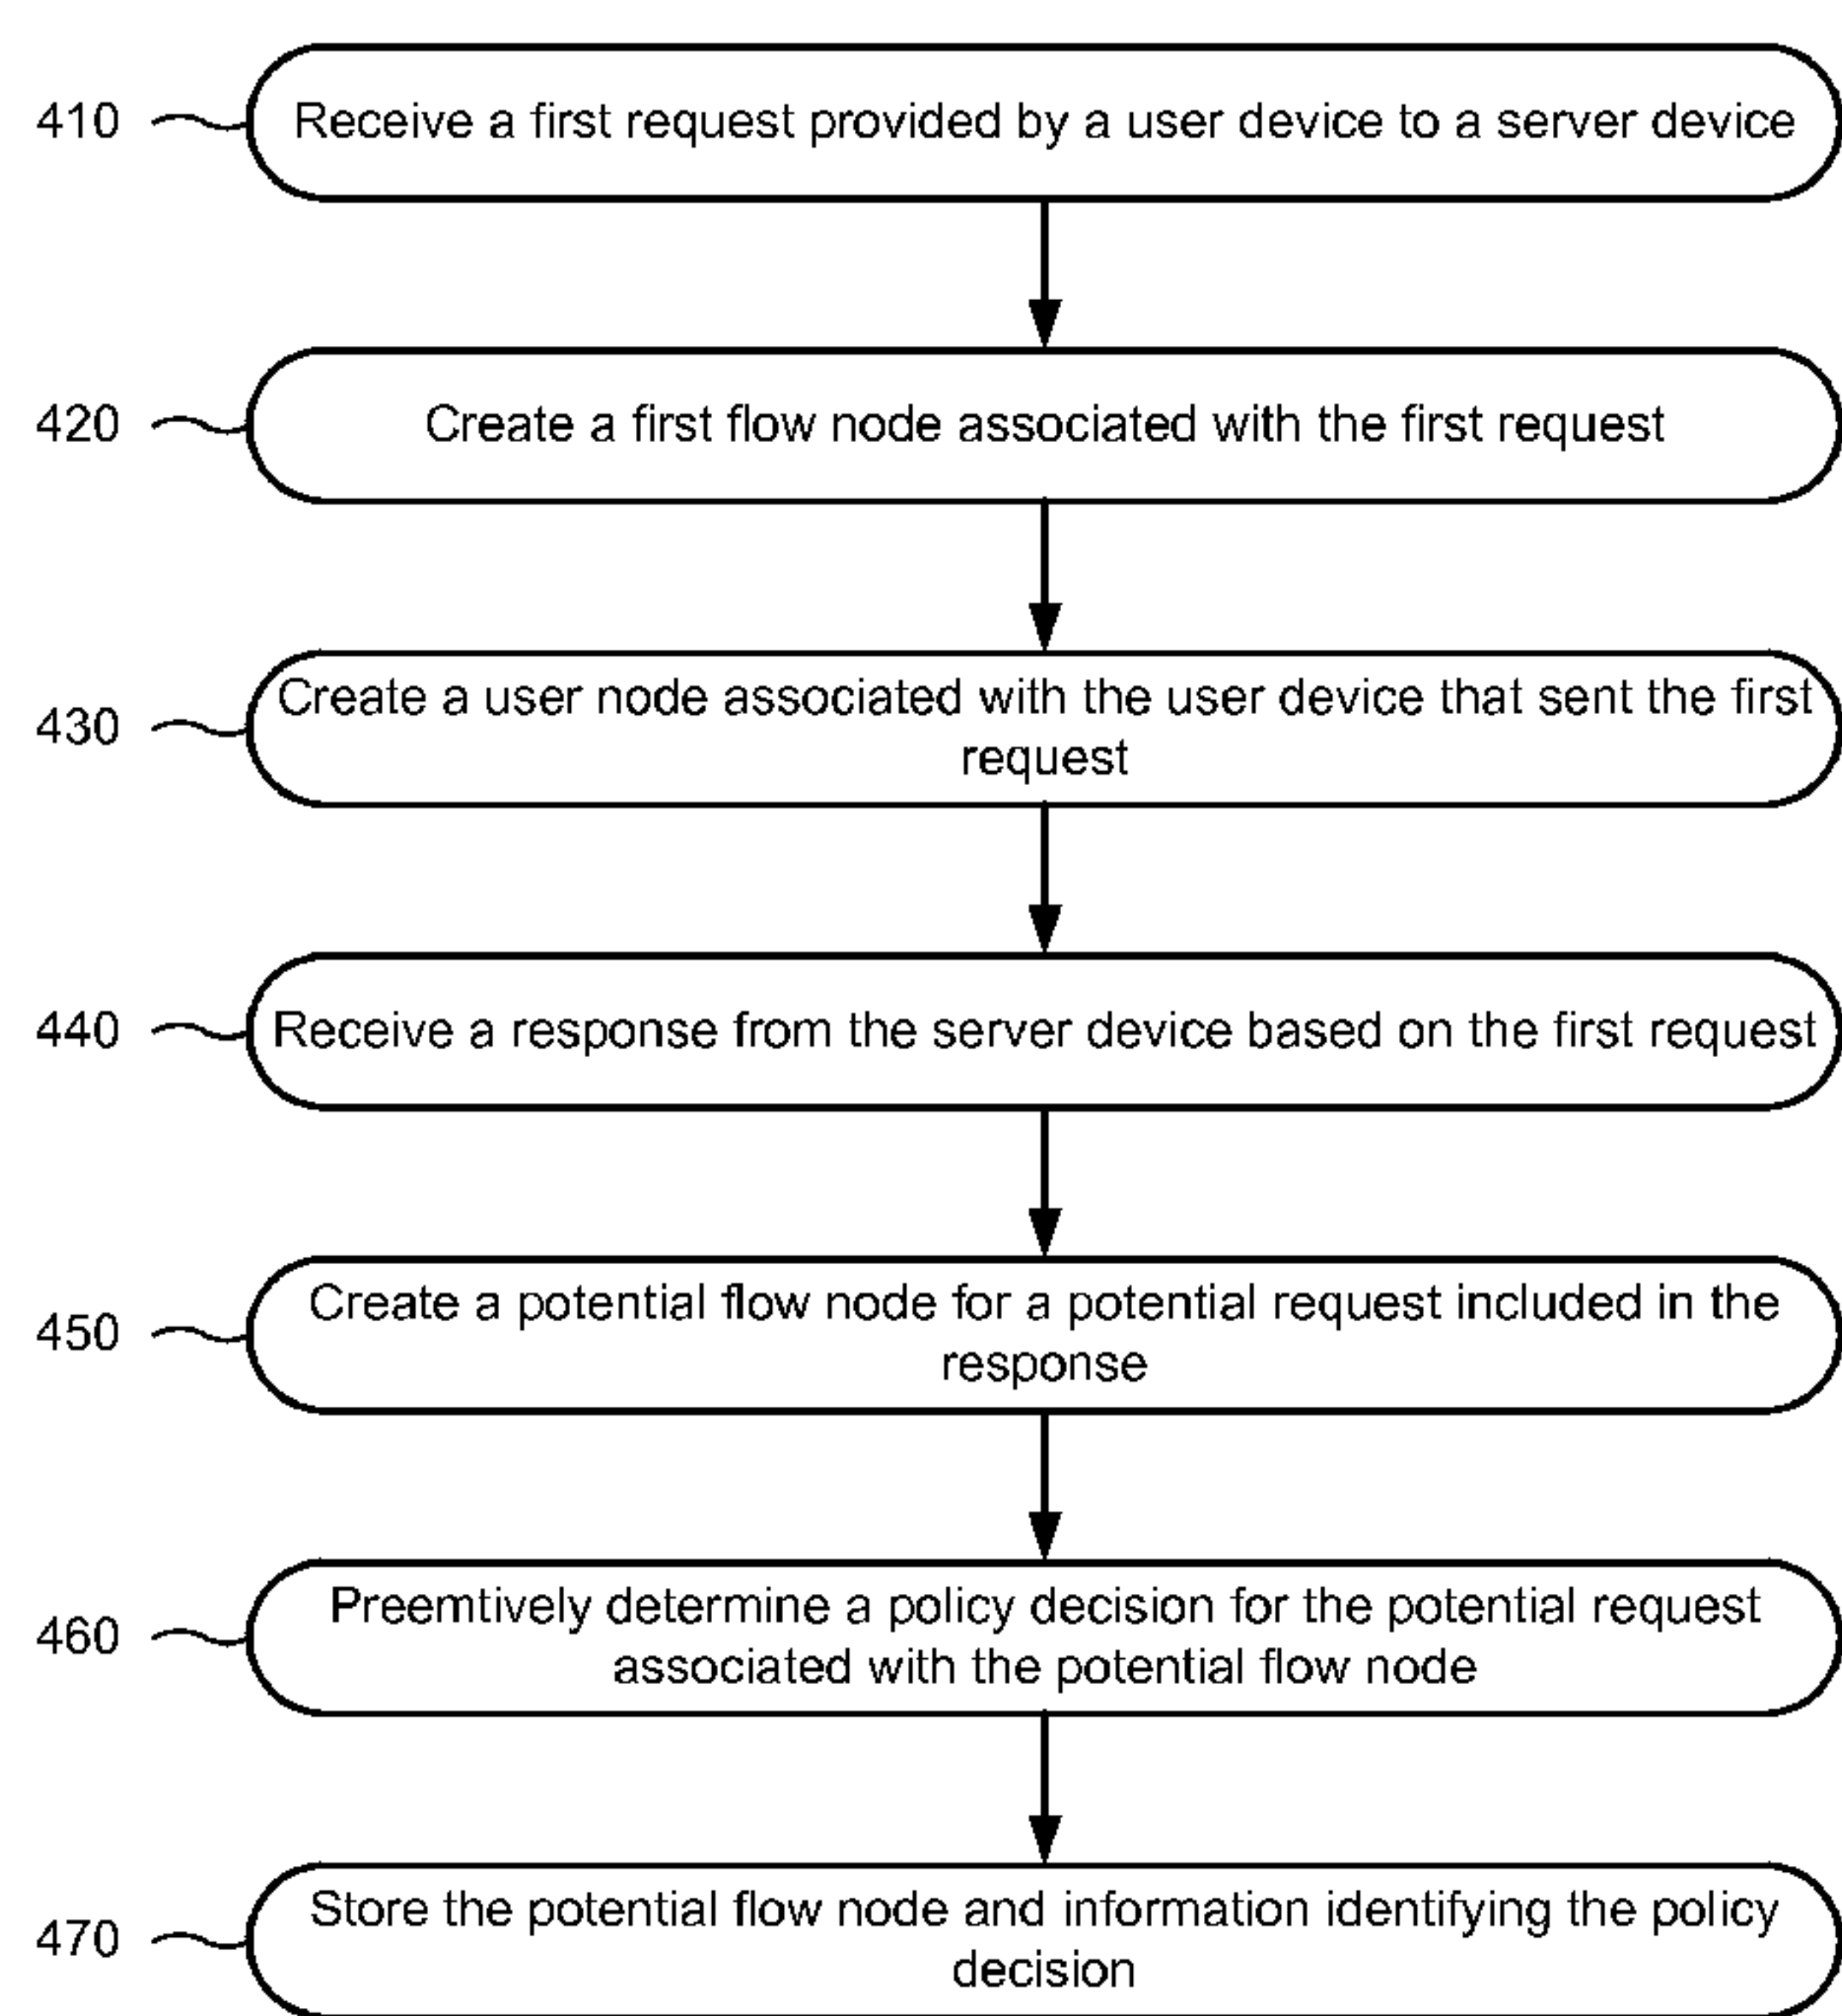 410 Receive a first request provided by a user device to a server device
420 Create a first flow node associated with the first request
430 Create a user node associated with the user device that sent the first
request
440 Receive a response from the server device based on the first request
450 Create a potential flow node for a potential request included in the
response
460 Preemtively determine a policy decision for the potential request
associated with the potential flow node
470 Store the potential flow node and information identifying the policy
decision